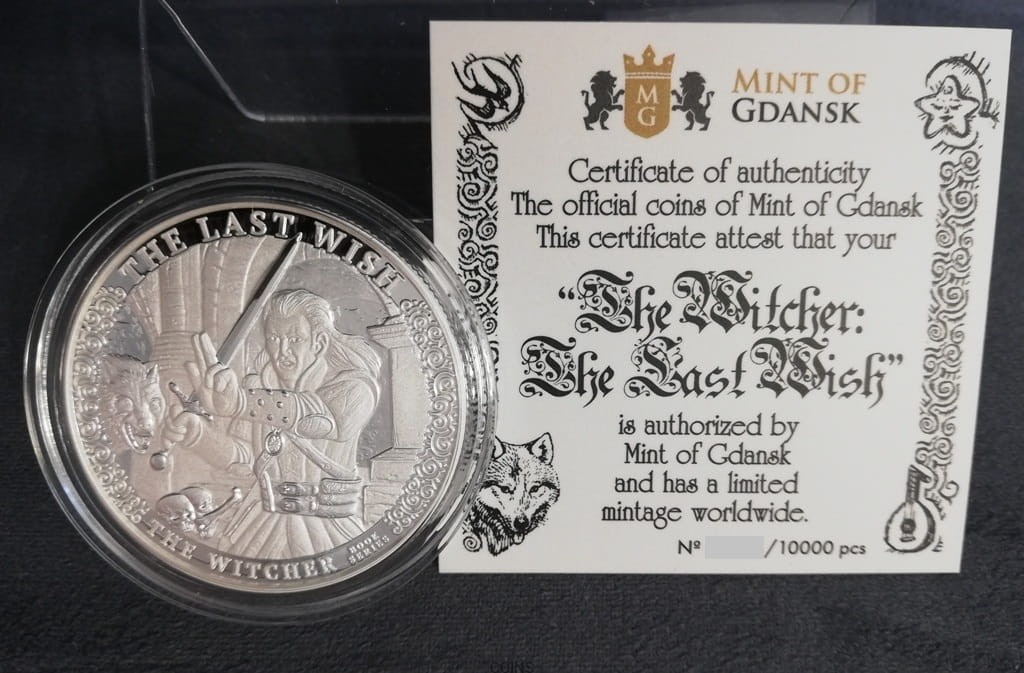 THE LAST WISH
THE WITCHER
BOOK
SERIES
M
G
MINT OF
GDANSK
Certificate of authenticity
The official coins of Mint of Gdansk
This certificate attest that your
“The Witcher:
The Last Wish”
is authorized by
Mint of Gdansk
and has a limited
mintage worldwide.
Nº /10000 pcs
COINS